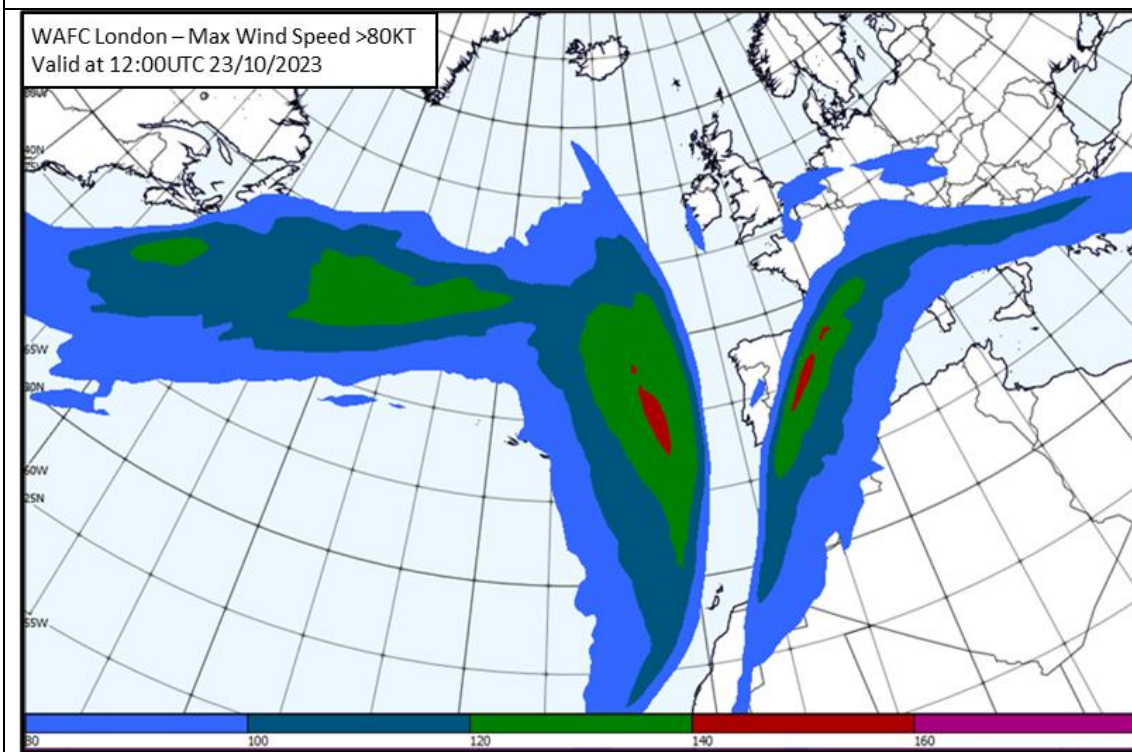 WAFC London – Max Wind Speed >80KT
Valid at 12:00UTC 23/10/2023
40N
65W
30N
60W
25N
55W
80 100 120 140 160